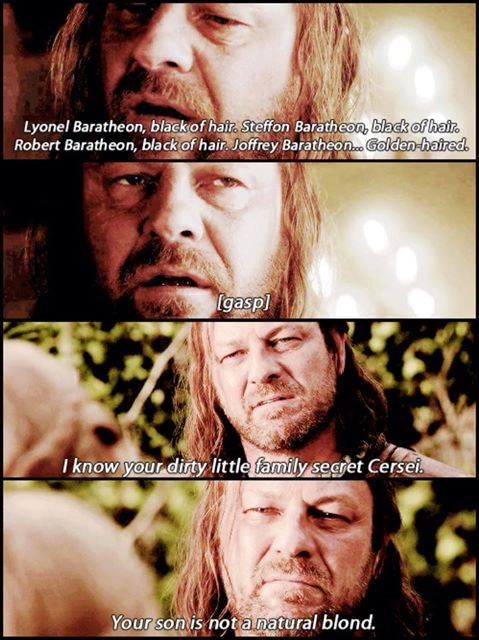 Lyonel Baratheon, black of hair. Steffon Baratheon, black of hair.
Robert Baratheon, black of hair. Joffrey Baratheon... Golden-haired.
[gasp]
I know your dirty little family secret Cersei.
Your son is not a natural blond.